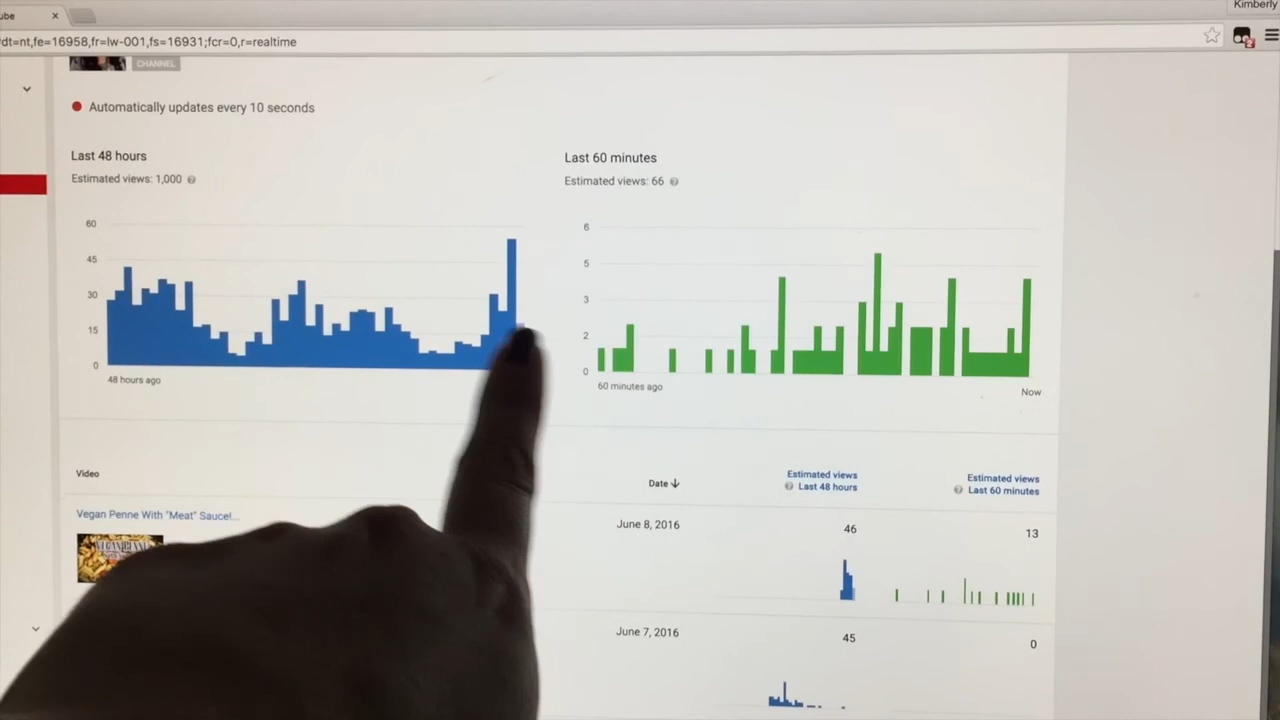 Kimberly
ube
dt=nt,fe=16958,fr=lw-001,fs=16931;fcr=0,r=realtime
2
CHANNEL
Automatically updates every 10 seconds
Last 48 hours
Estimated views: 1,000
60
45
30
15
0
48 hours ago
Last 60 minutes
Estimated views: 66
6
5
3
2
0
60 minutes ago
Now
Video
Date
Estimated views
Last 48 hours
Estimated views
Last 60 minutes
Vegan Penne With "Meat" Sauce!...
June 8, 2016
46
13
June 7, 2016
45
0